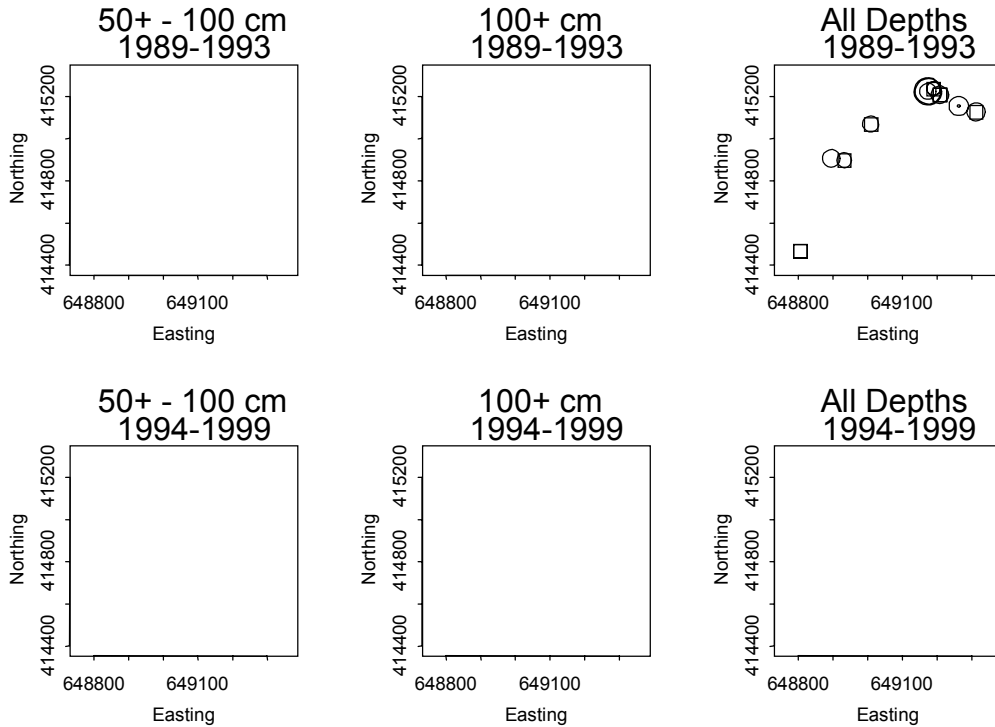 50+ - 100 cm
1989-1993
415200
414800
414400
Northing
648800 649100
Easting
100+ cm
1989-1993
415200
414800
414400
Northing
648800 649100
Easting
All Depths
1989-1993
415200
414800
414400
Northing
648800 649100
Easting
50+ - 100 cm
1994-1999
415200
414800
414400
Northing
648800 649100
Easting
100+ cm
1994-1999
415200
414800
414400
Northing
648800 649100
Easting
All Depths
1994-1999
415200
414800
414400
Northing
648800 649100
Easting